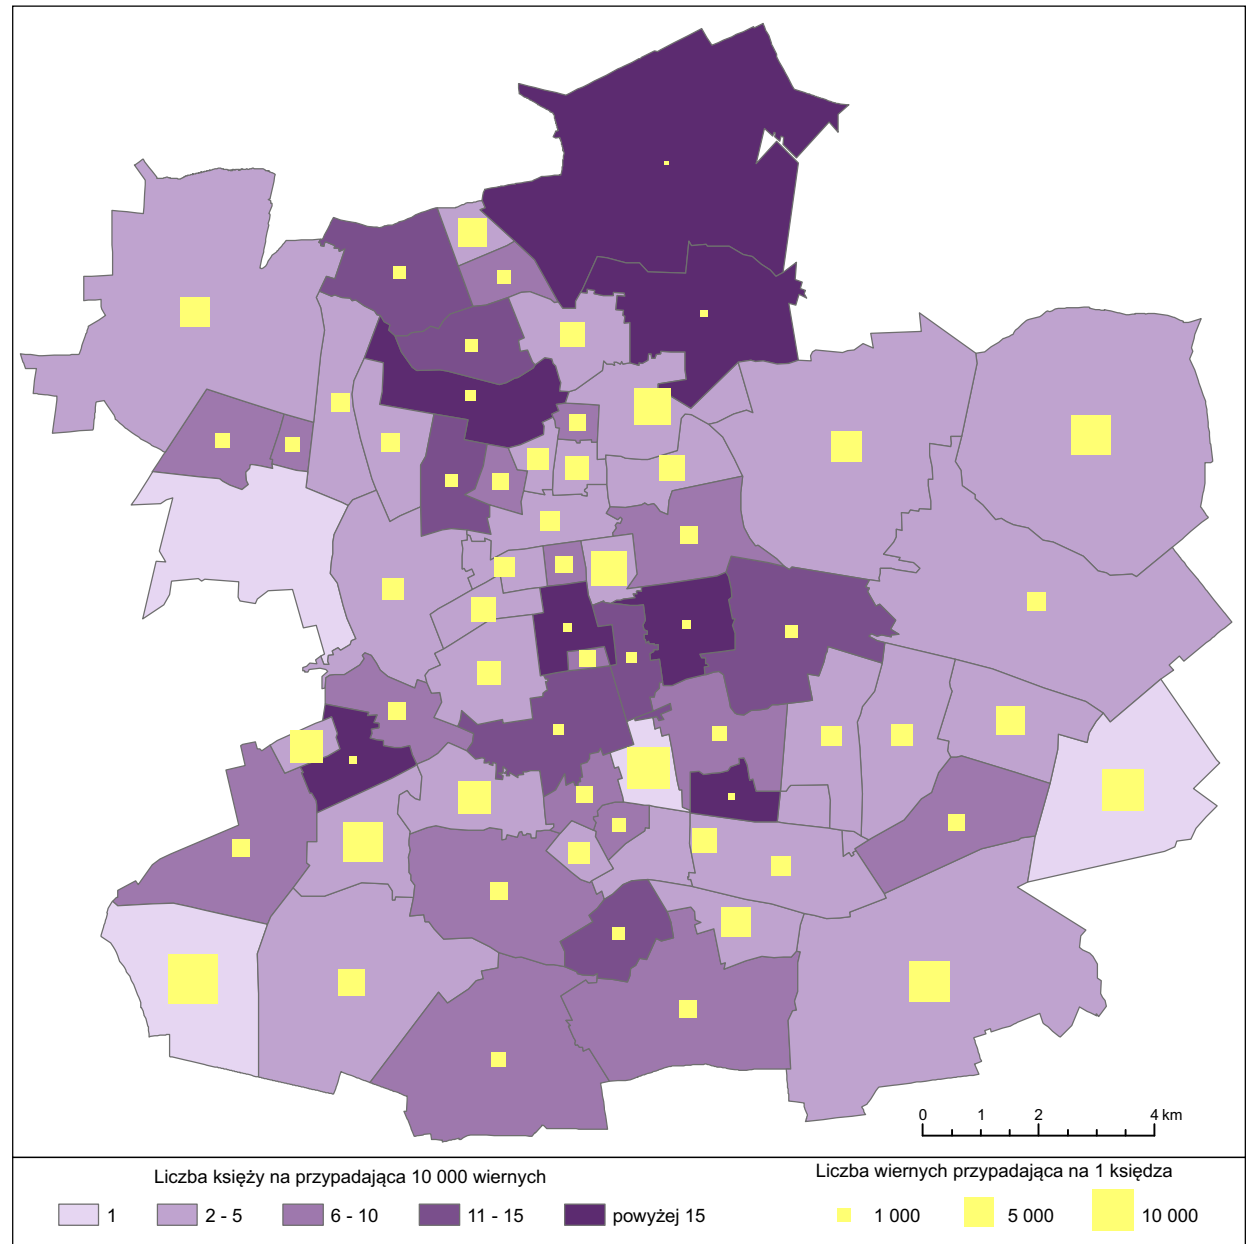 0 1 2 4 km
Liczba księży na przypadająca 10 000 wiernych
1 2 - 5 6 - 10 11 - 15 powyżej 15
Liczba wiernych przypadająca na 1 księdza
1 000 5 000 10 000